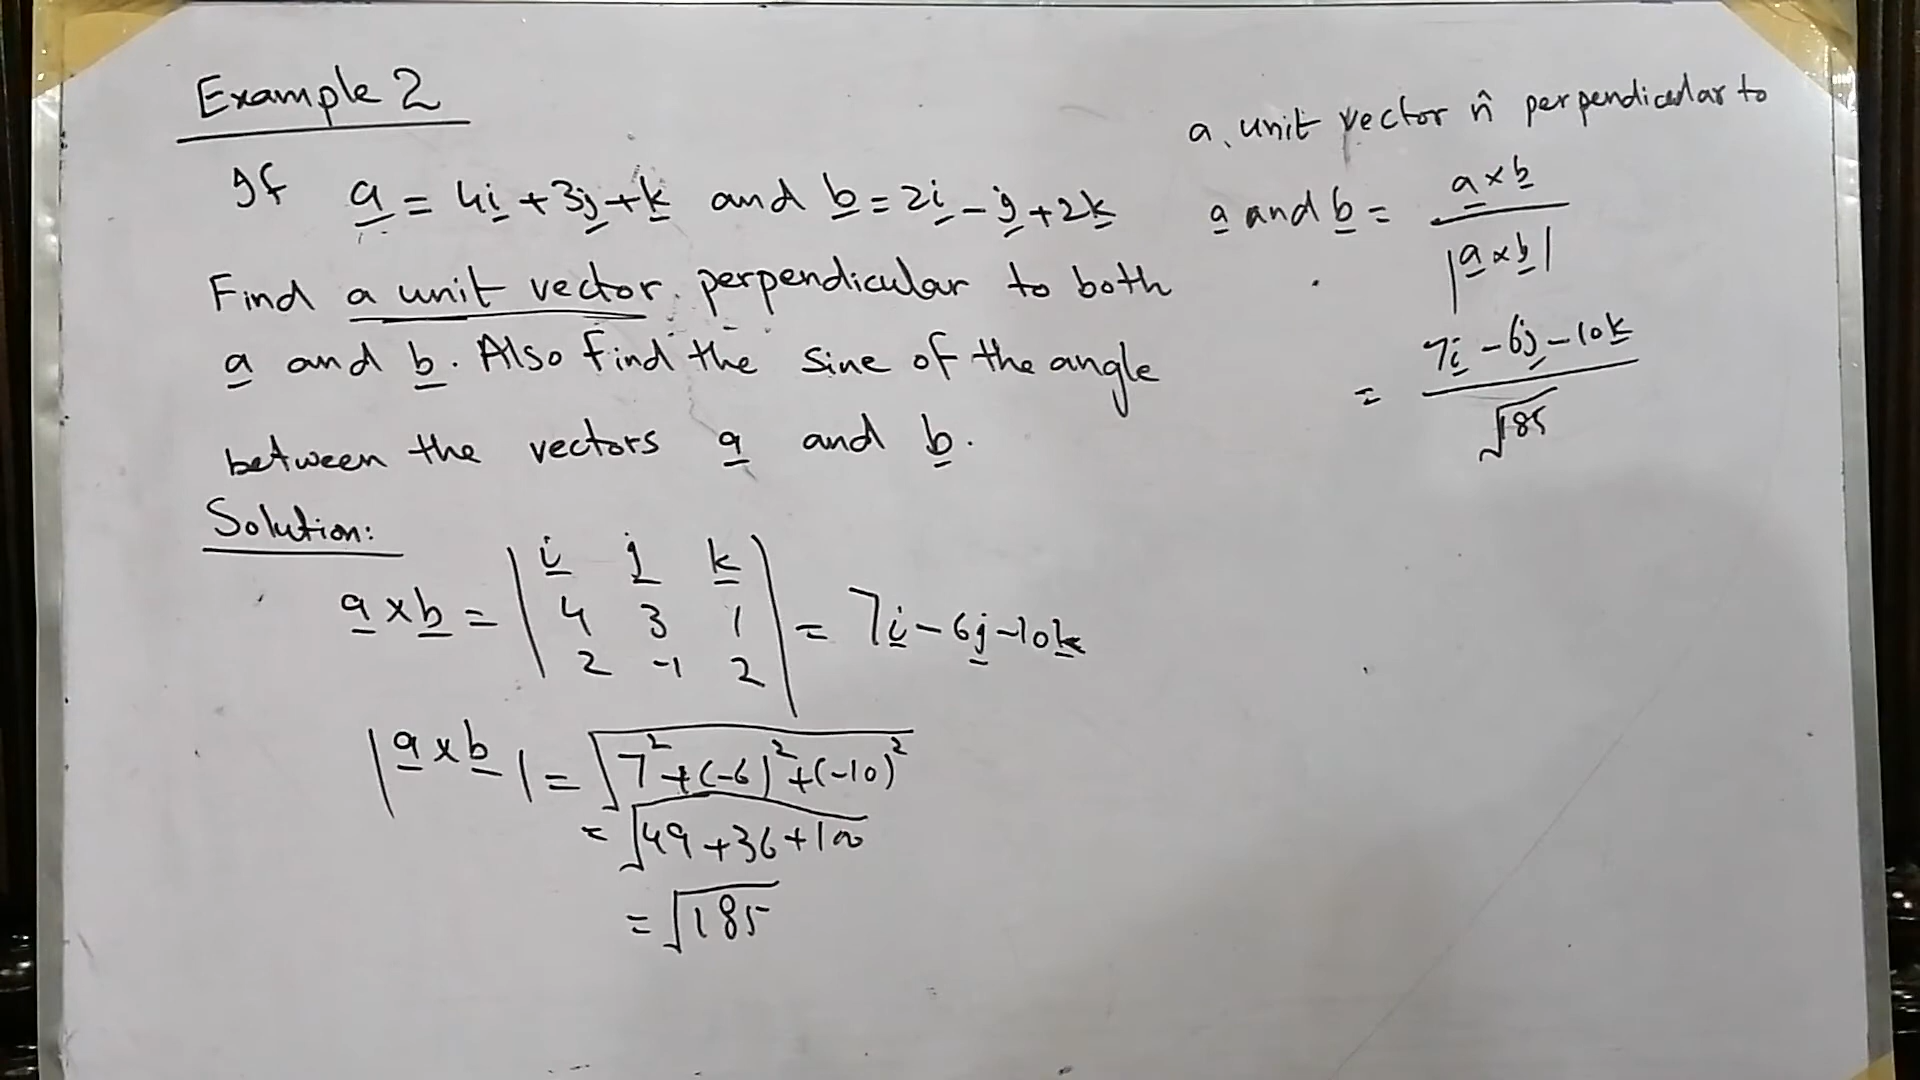 Example 2
If a = 4i + 3j + k and b = 2i - j + 2k
Find a unit vector perpendicular to both
a and b. Also find the sine of the angle
between the vectors a and b.
Solution:
a × b = | i j k |
| 4 3 1 | = 7i - 6j - 10k
| 2 -1 2 |
|a × b| = √(7² + (-6)² + (-10)²)
= √(49 + 36 + 100)
= √185
a unit vector n̂ perpendicular to
a and b = (a × b) / |a × b|
= (7i - 6j - 10k) / √185